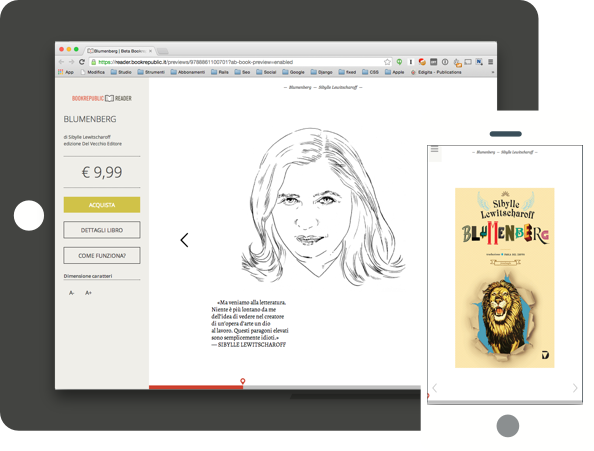 Blumenberg | Beta Bookre
https://reader.bookrepublic.it/previews/9788861100701?ab-book-preview=enabled
App Modifica Studio Strumenti Abbonamenti Rails Seo Social Google Django fixed CSS Apple Edigita - Publications
BOOKREPUBLIC READER
BLUMENBERG
di Sibylle Lewitscharoff
edizione Del Vecchio Editore
€ 9,99
ACQUISTA
DETTAGLI LIBRO
COME FUNZIONA?
Dimensione caratteri
A- A+
— Blumenberg — Sibylle Lewitscharoff —
«Ma veniamo alla letteratura.
Niente è più lontano da me
dell'idea di vedere nel creatore
di un'opera d'arte un dio
al lavoro. Questi paragoni elevati
sono semplicemente idioti.»
— SIBYLLE LEWITSCHAROFF
— Blumenberg — Sibylle Lewitscharoff —
Sibylle
Lewitscharoff
BLUMENBERG